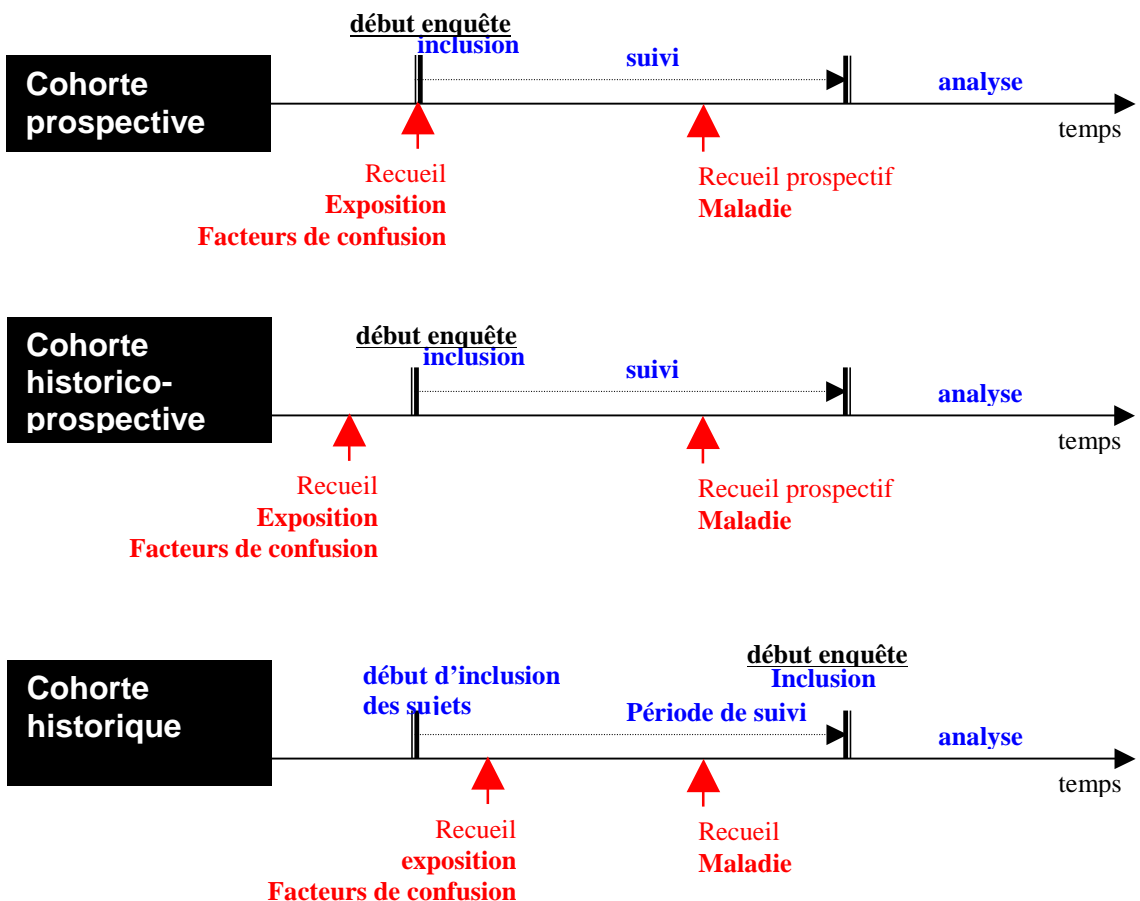 début enquête
inclusion
suivi
Cohorte
prospective
analyse
temps
Recueil
Exposition
Facteurs de confusion
Recueil prospectif
Maladie
Cohorte
historico-
prospective
début enquête
inclusion
suivi
analyse
temps
Recueil
Exposition
Facteurs de confusion
Recueil prospectif
Maladie
Cohorte
historique
début d'inclusion
des sujets
début enquête
Inclusion
Période de suivi
analyse
temps
Recueil
exposition
Facteurs de confusion
Recueil
Maladie